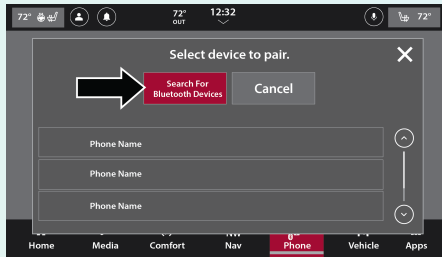 72° 72° OUT 12:32 72°
Select device to pair.
Search For
Bluetooth Devices
Cancel
Phone Name
Phone Name
Phone Name
Home Media Comfort Nav Phone Vehicle Apps